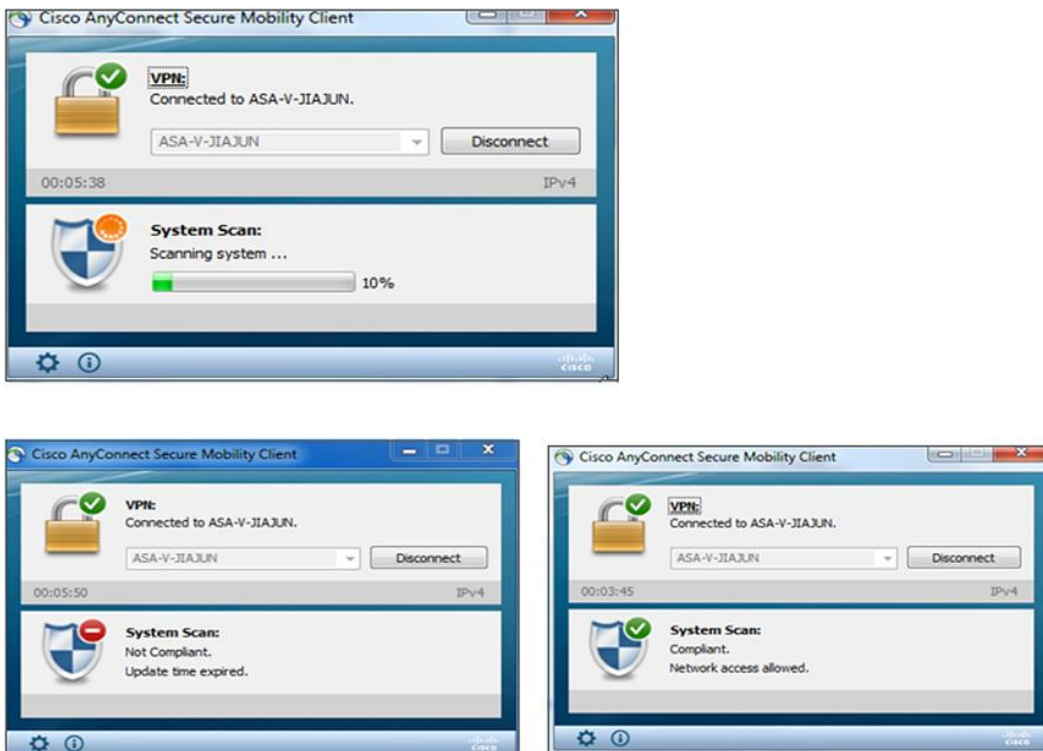 Cisco AnyConnect Secure Mobility Client
VPN:
Connected to ASA-V-JIAJUN.
ASA-V-JIAJUN
Disconnect
00:05:38
IPv4
System Scan:
Scanning system ...
10%
CISCO
Cisco AnyConnect Secure Mobility Client
VPN:
Connected to ASA-V-JIAJUN.
ASA-V-JIAJUN
Disconnect
00:05:50
IPv4
System Scan:
Not Compliant.
Update time expired.
CISCO
Cisco AnyConnect Secure Mobility Client
VPN:
Connected to ASA-V-JIAJUN.
ASA-V-JIAJUN
Disconnect
00:03:45
IPv4
System Scan:
Compliant.
Network access allowed.
CISCO